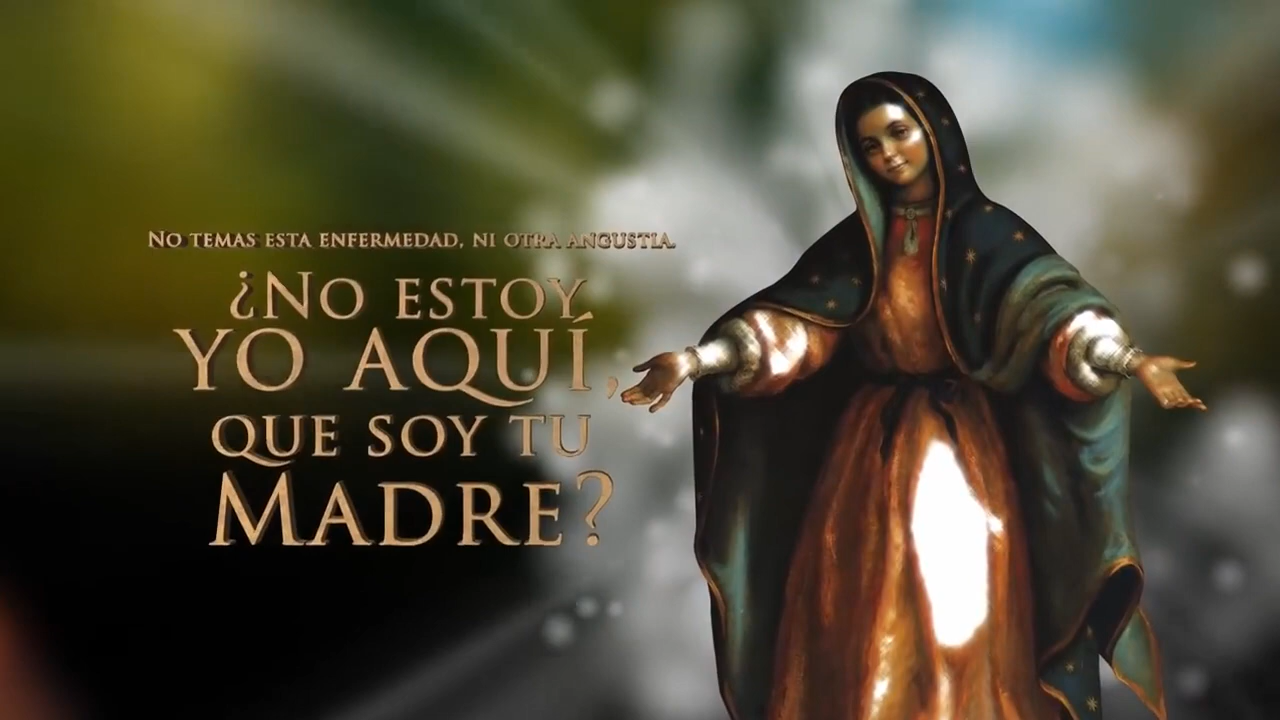 No temas esta enfermedad, ni otra angustia.
¿No estoy
yo aquí,
que soy tu
Madre?